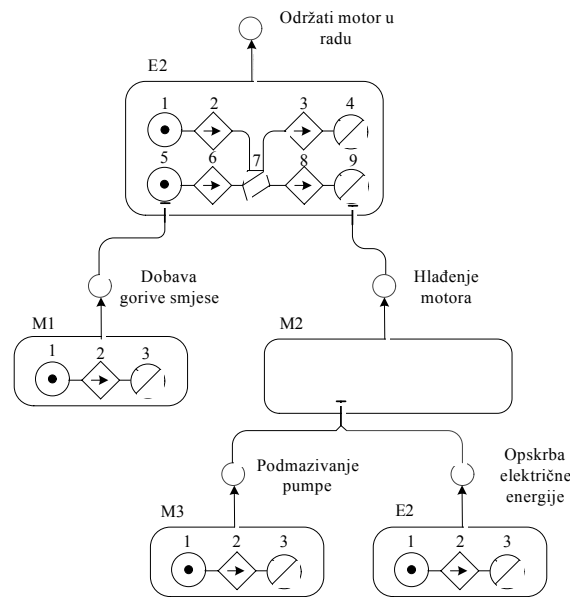 Održati motor u
radu
E2
1 2 3 4
5 6 7 8 9
Dobava
gorive smjese
Hlađenje
motora
M1
1 2 3
M2
Podmazivanje
pumpe
Opskrba
električne
energije
M3
1 2 3
E2
1 2 3